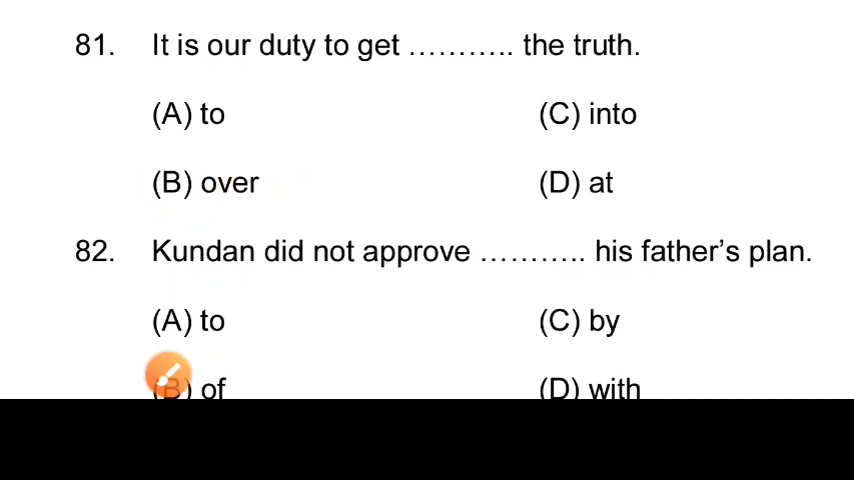 81. It is our duty to get ……….. the truth.
(A) to (C) into
(B) over (D) at
82. Kundan did not approve ……….. his father’s plan.
(A) to (C) by
(B) of (D) with